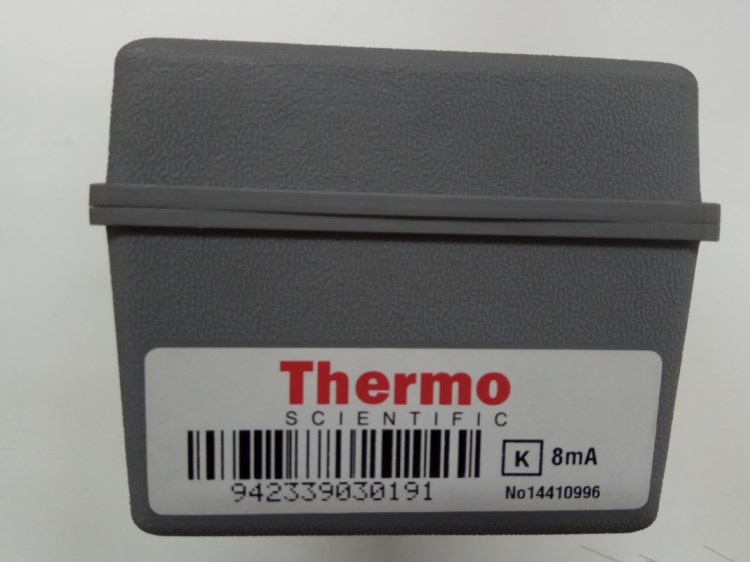 Thermo
SCIENTIFIC
K 8mA
942339030191
No14410996